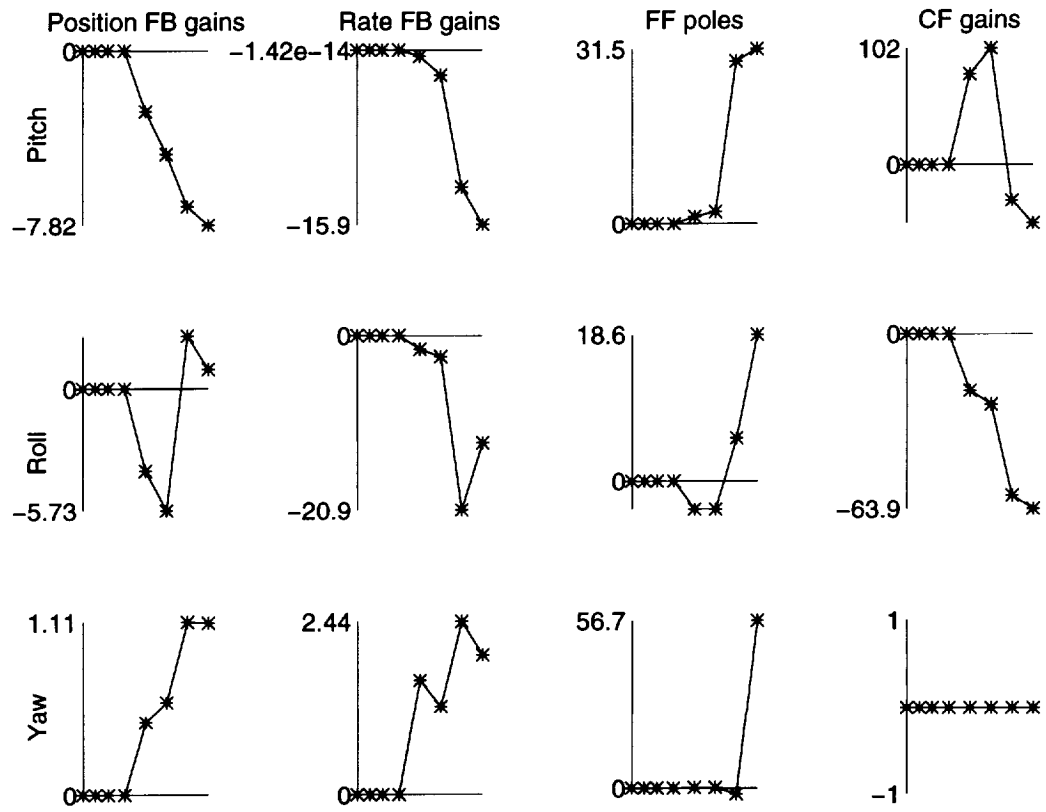 Position FB gains
Rate FB gains
FF poles
CF gains
Pitch
0
−7.82
−1.42e−14
−15.9
31.5
0
102
0
Roll
0
−5.73
0
−20.9
18.6
0
0
−63.9
Yaw
1.11
0
2.44
0
56.7
0
1
−1